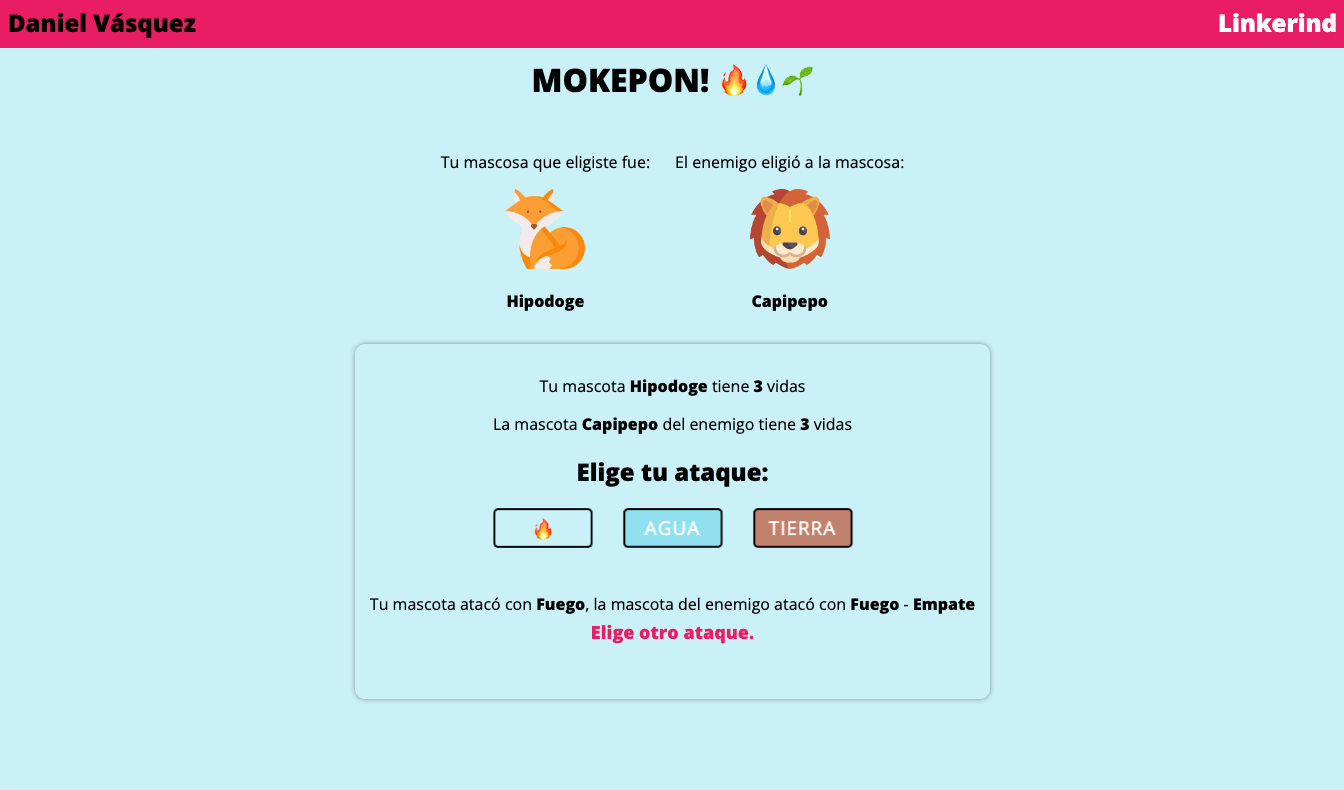 Daniel Vásquez
Linkerind
MOKEPON! 🔥💧🌱
Tu mascosa que eligiste fue:
El enemigo eligió a la mascosa:
Hipodoge
Capipepo
Tu mascota Hipodoge tiene 3 vidas
La mascota Capipepo del enemigo tiene 3 vidas
Elige tu ataque:
🔥
AGUA
TIERRA
Tu mascota atacó con Fuego, la mascota del enemigo atacó con Fuego - Empate
Elige otro ataque.